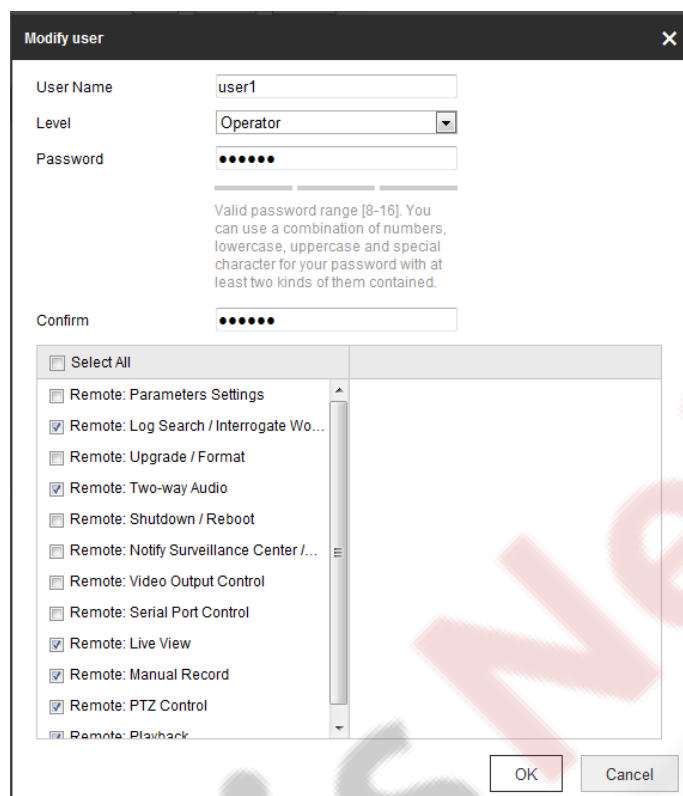 Modify user
User Name user1
Level Operator
Password ••••••
Valid password range [8-16]. You
can use a combination of numbers,
lowercase, uppercase and special
character for your password with at
least two kinds of them contained.
Confirm ••••••
Select All
Remote: Parameters Settings
Remote: Log Search / Interrogate Wo...
Remote: Upgrade / Format
Remote: Two-way Audio
Remote: Shutdown / Reboot
Remote: Notify Surveillance Center /...
Remote: Video Output Control
Remote: Serial Port Control
Remote: Live View
Remote: Manual Record
Remote: PTZ Control
Remote: Playback
OK Cancel